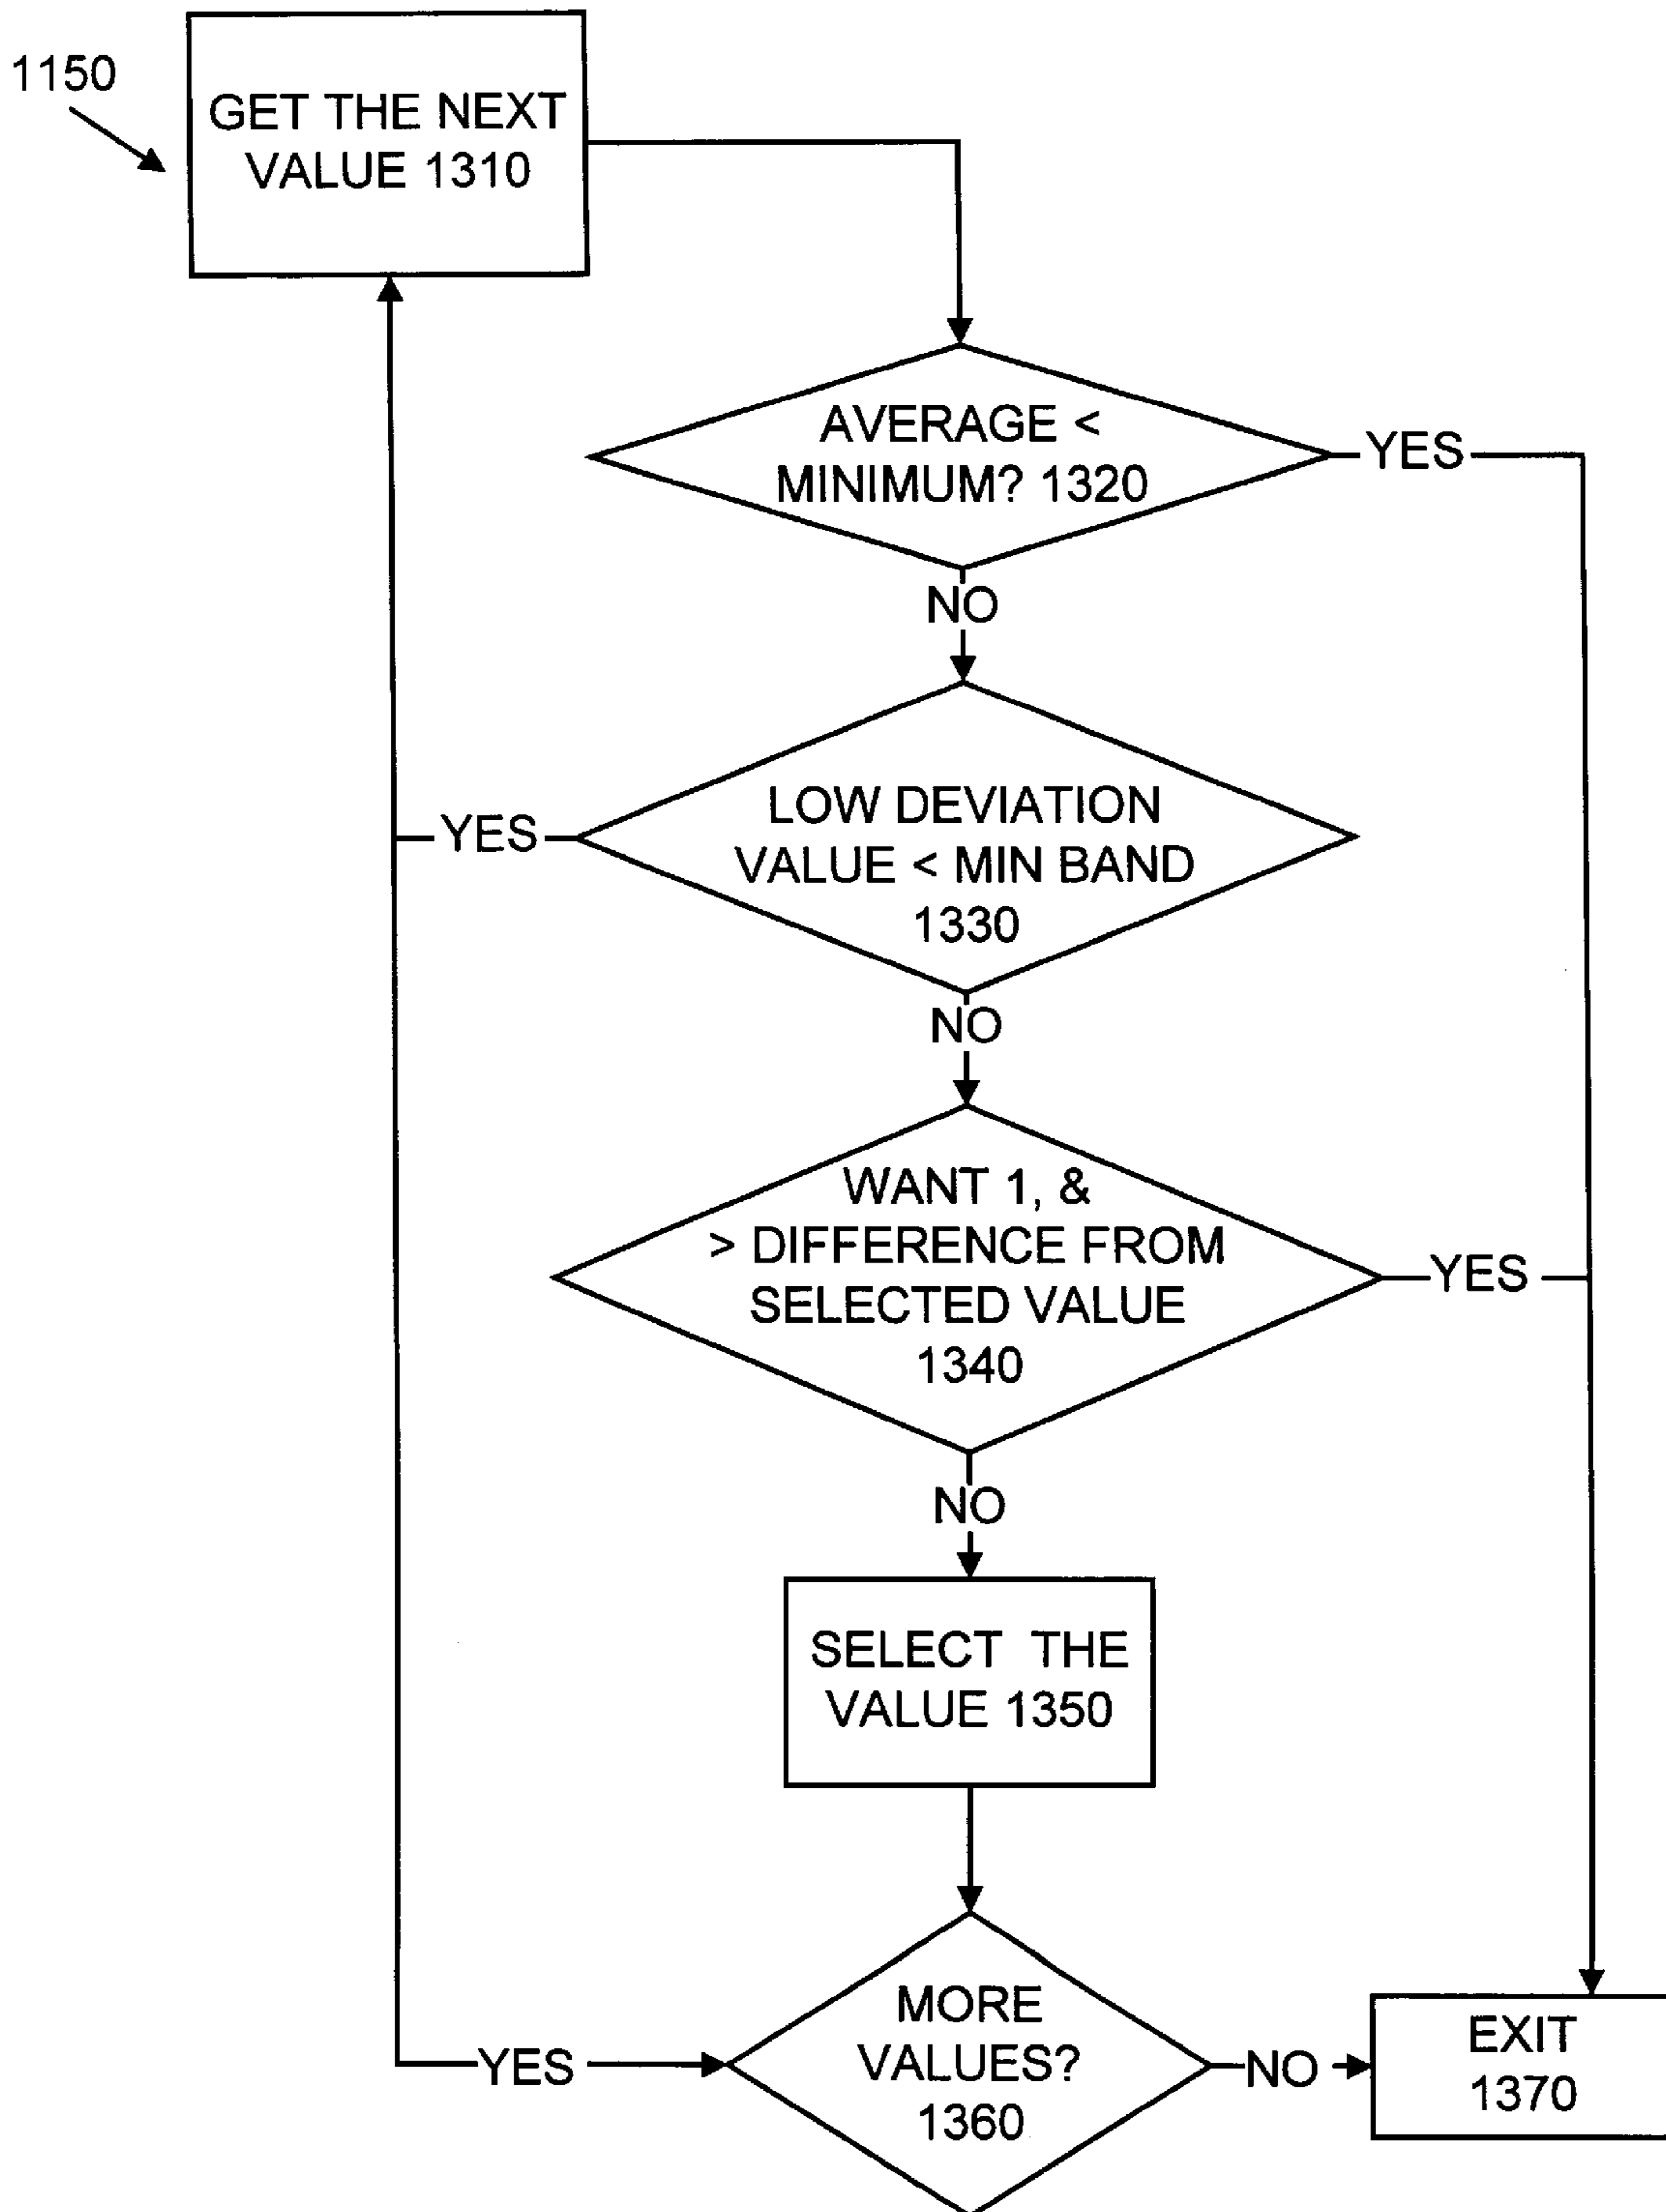 1150
GET THE NEXT
VALUE 1310
AVERAGE <
MINIMUM? 1320
YES
NO
LOW DEVIATION
VALUE < MIN BAND
1330
YES
NO
WANT 1, &
> DIFFERENCE FROM
SELECTED VALUE
1340
YES
NO
SELECT THE
VALUE 1350
MORE
VALUES?
1360
YES
NO
EXIT
1370